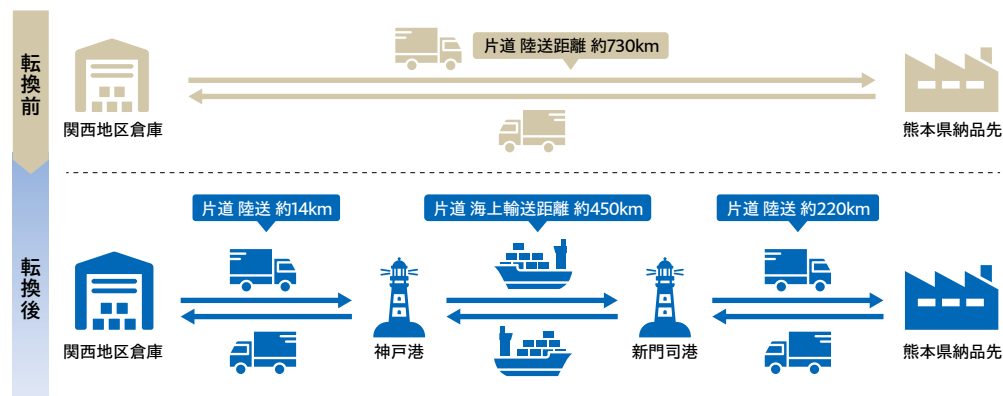 転換前
片道 陸送距離 約730km
関西地区倉庫
熊本県納品先
転換後
片道 陸送 約14km
片道 海上輸送距離 約450km
片道 陸送 約220km
関西地区倉庫
神戸港
新門司港
熊本県納品先